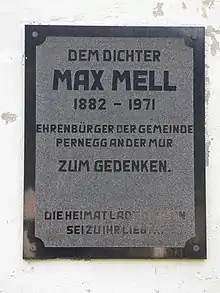 DEM DICHTER
MAX MELL
1882 - 1971
EHRENBÜRGER DER GEMEINDE
PERNEGG AN DER MUR
ZUM GEDENKEN.
DIE HEIMAT
SEI ZU IHR